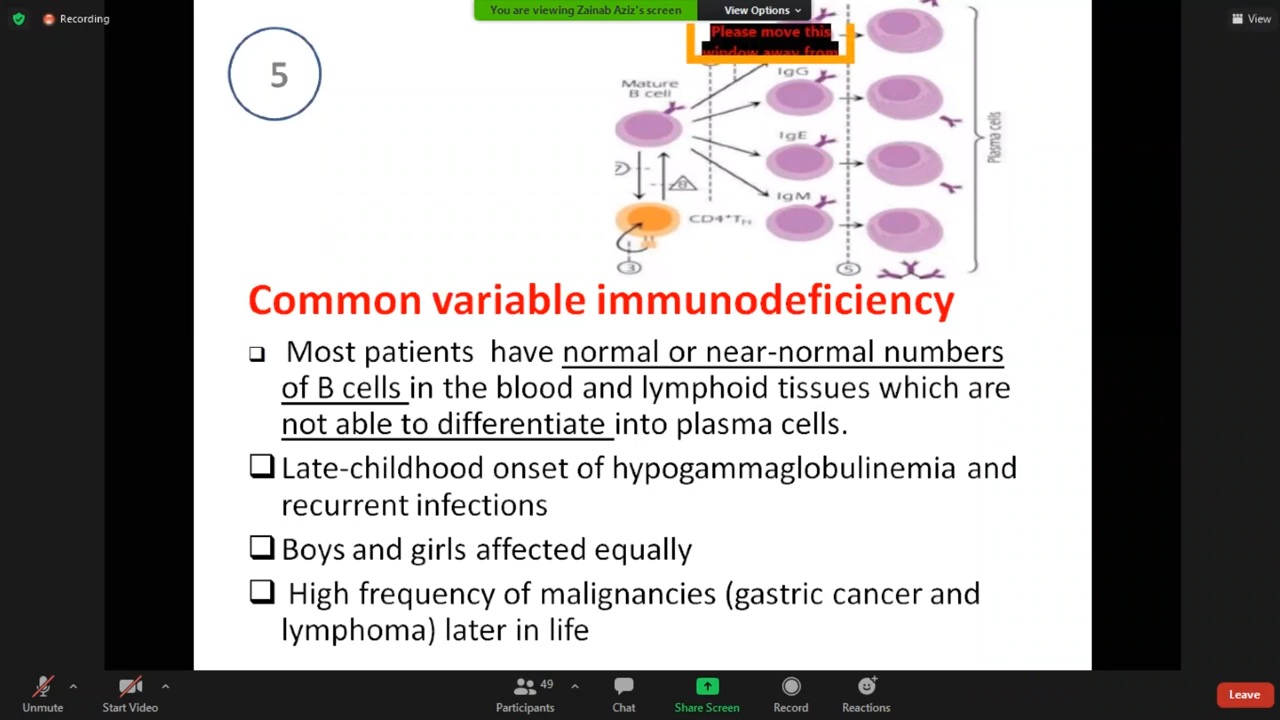 Recording
You are viewing Zainab Aziz's screen
View Options
View
5
Please move this
window away from
IgG
Mature
B cell
IgE
IgM
CD4+TH
8
3
5
Plasma cells
Common variable immunodeficiency
Most patients have normal or near-normal numbers
of B cells in the blood and lymphoid tissues which are
not able to differentiate into plasma cells.
Late-childhood onset of hypogammaglobulinemia and
recurrent infections
Boys and girls affected equally
High frequency of malignancies (gastric cancer and
lymphoma) later in life
Unmute
Start Video
49
Participants
Chat
Share Screen
Record
Reactions
Leave